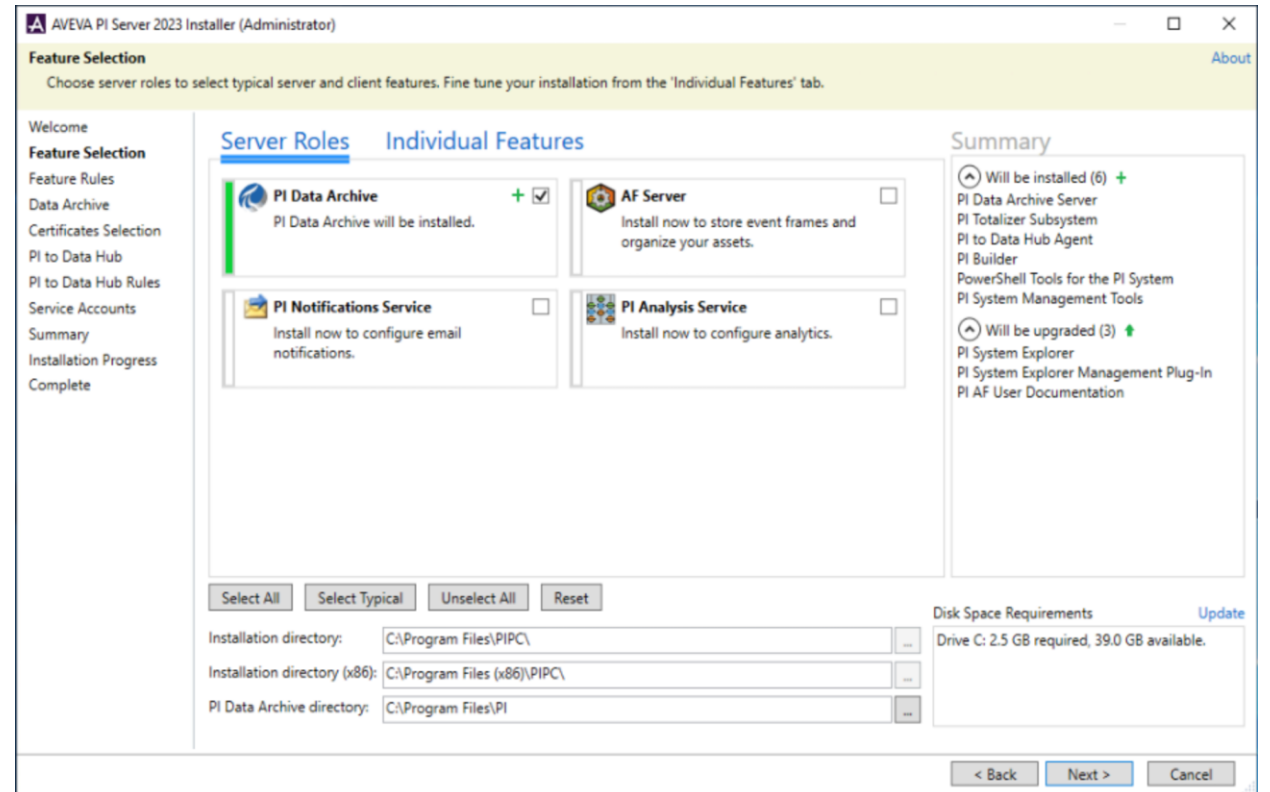 AVEVA PI Server 2023 Installer (Administrator)
Feature Selection
About
Choose server roles to select typical server and client features. Fine tune your installation from the 'Individual Features' tab.
Welcome
Feature Selection
Feature Rules
Data Archive
Certificates Selection
PI to Data Hub
PI to Data Hub Rules
Service Accounts
Summary
Installation Progress
Complete
Server Roles
Individual Features
PI Data Archive
PI Data Archive will be installed.
AF Server
Install now to store event frames and
organize your assets.
PI Notifications Service
Install now to configure email
notifications.
PI Analysis Service
Install now to configure analytics.
Summary
Will be installed (6)
PI Data Archive Server
PI Totalizer Subsystem
PI to Data Hub Agent
PI Builder
PowerShell Tools for the PI System
PI System Management Tools
Will be upgraded (3)
PI System Explorer
PI System Explorer Management Plug-In
PI AF User Documentation
Select All
Select Typical
Unselect All
Reset
Installation directory: C:\Program Files\PIPC\ ...
Installation directory (x86): C:\Program Files (x86)\PIPC\ ...
PI Data Archive directory: C:\Program Files\PI ...
Disk Space Requirements
Update
Drive C: 2.5 GB required, 39.0 GB available.
< Back
Next >
Cancel